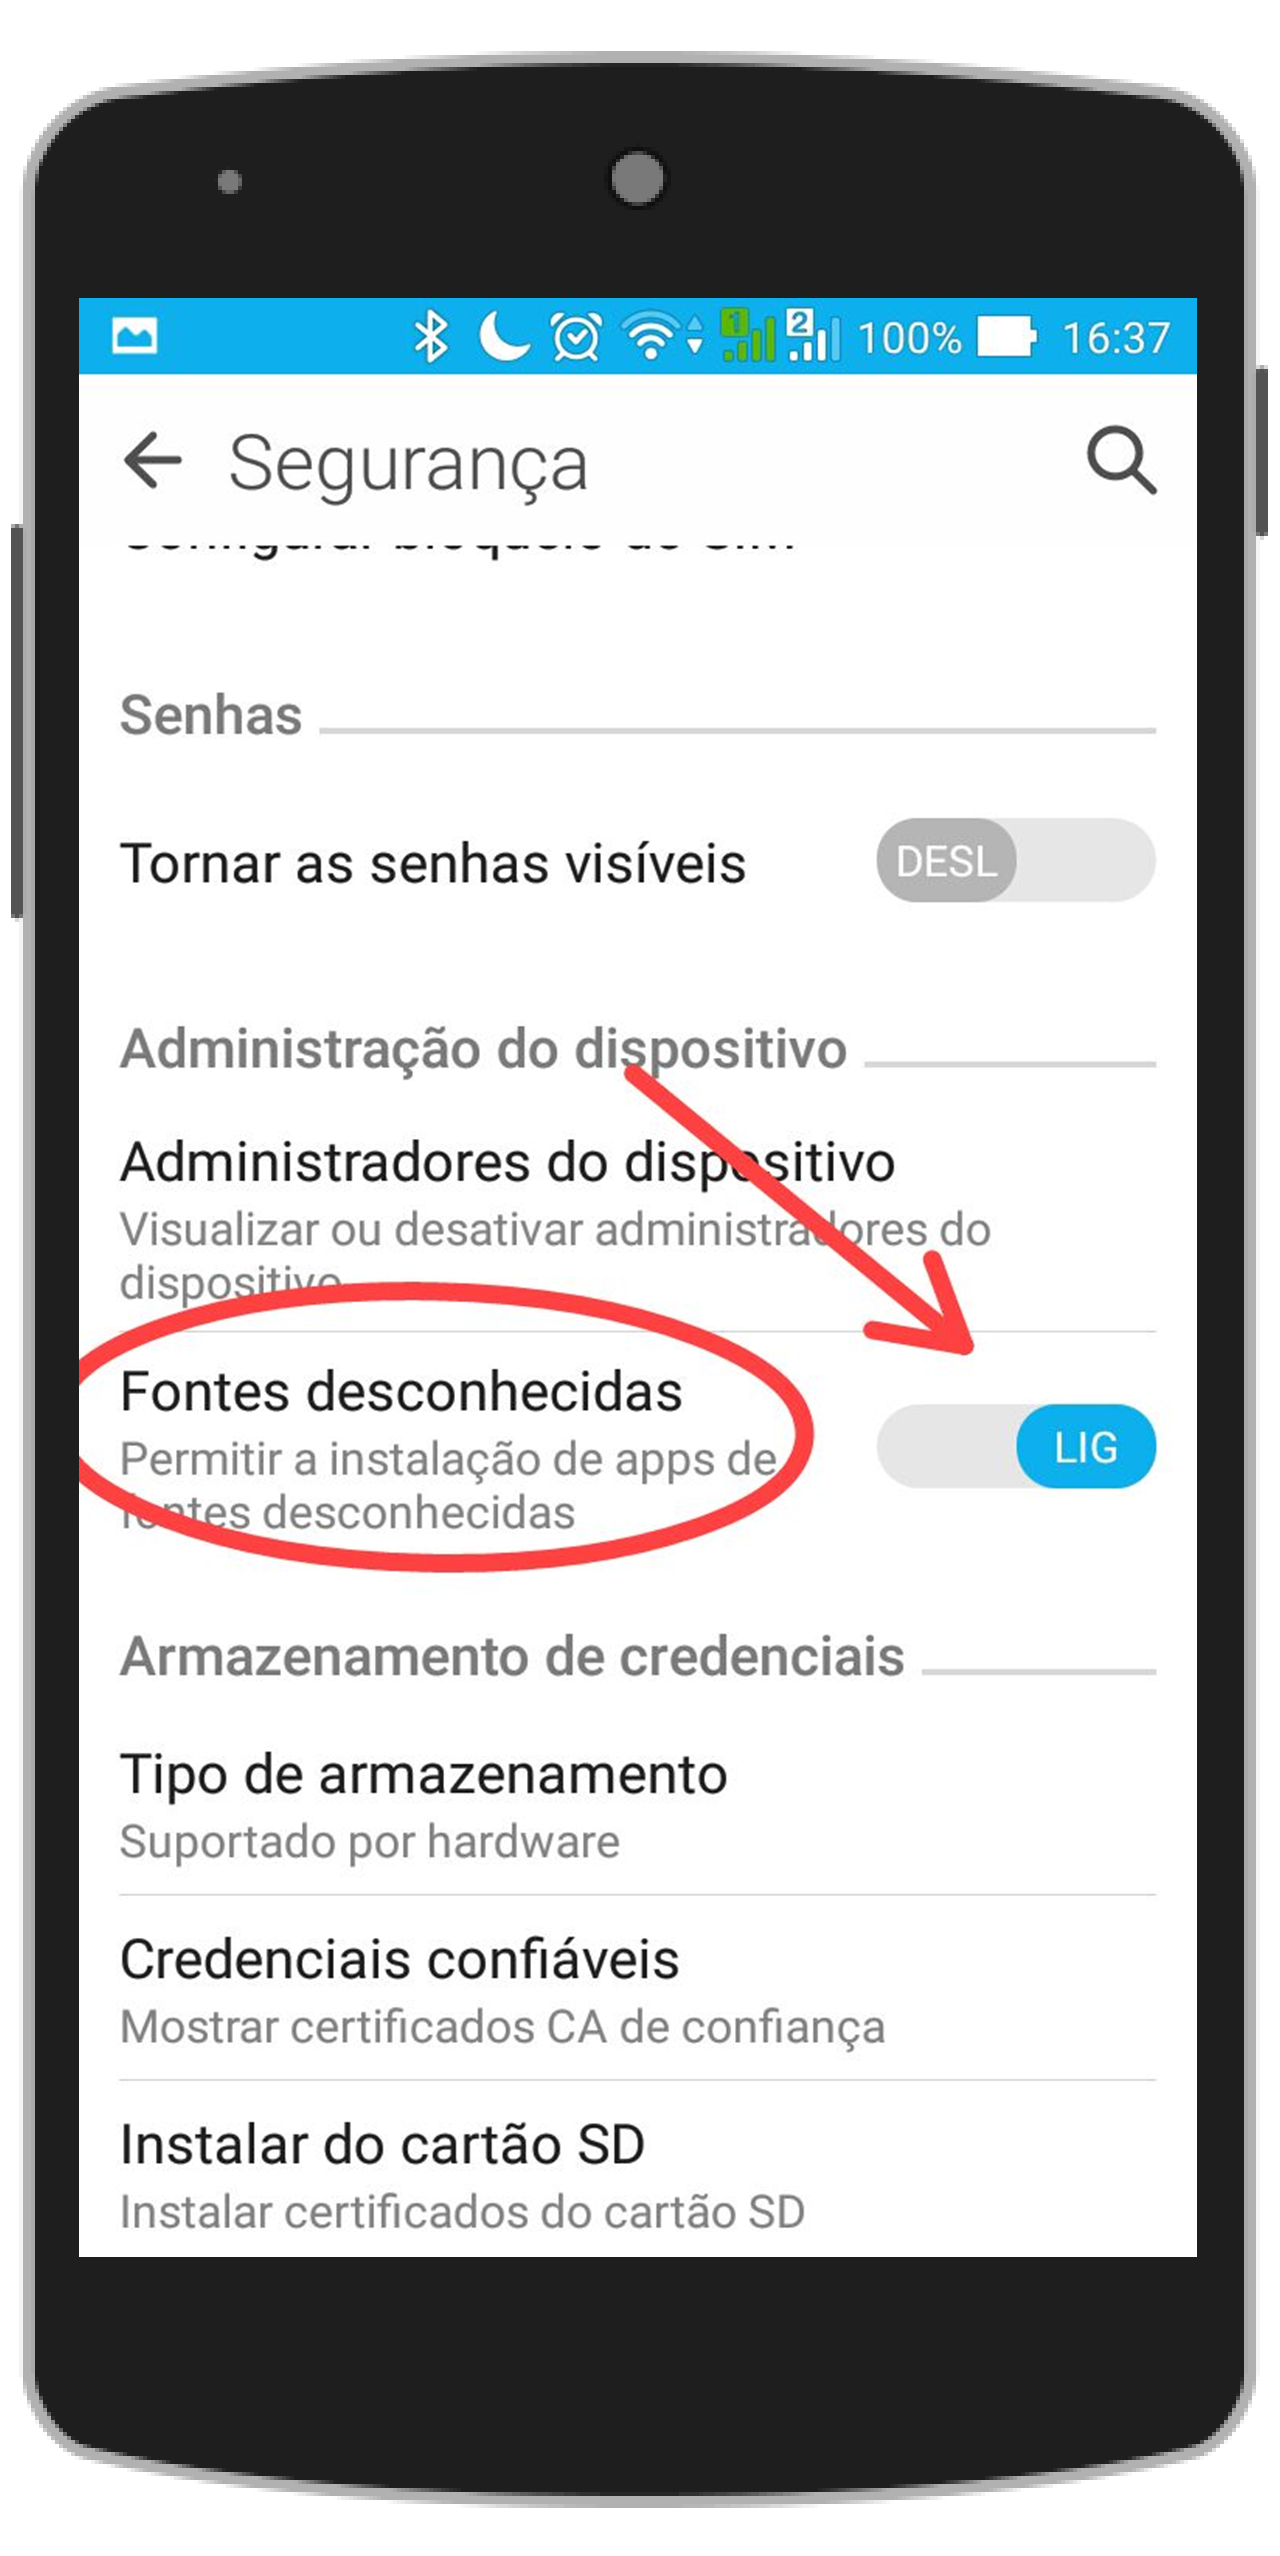 1
2
100%
16:37
Segurança
Senhas
Tornar as senhas visíveis
DESL
Administração do dispositivo
Administradores do dispositivo
Visualizar ou desativar administradores do
dispositivo
Fontes desconhecidas
Permitir a instalação de apps de
fontes desconhecidas
LIG
Armazenamento de credenciais
Tipo de armazenamento
Suportado por hardware
Credenciais confiáveis
Mostrar certificados CA de confiança
Instalar do cartão SD
Instalar certificados do cartão SD